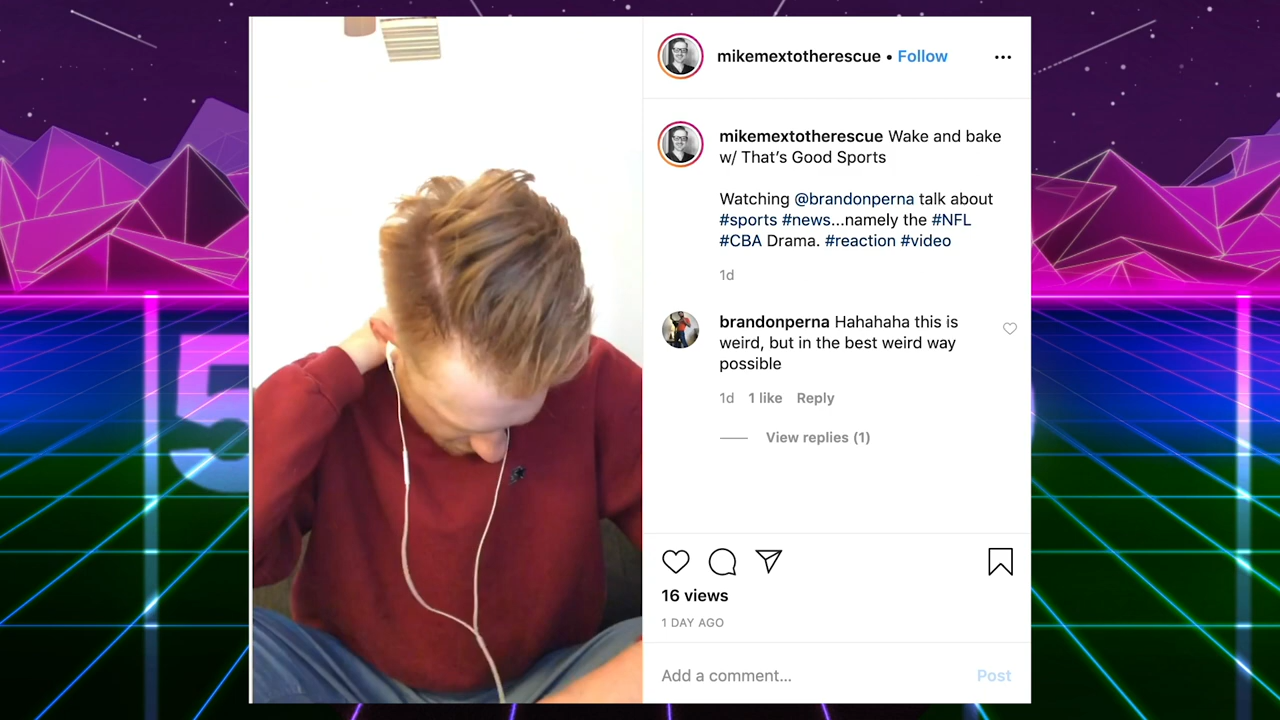 mikemextotherescue • Follow
mikemextotherescue Wake and bake
w/ That's Good Sports
Watching @brandonperna talk about
#sports #news...namely the #NFL
#CBA Drama. #reaction #video
1d
brandonperna Hahahaha this is
weird, but in the best weird way
possible
1d 1 like Reply
View replies (1)
16 views
1 DAY AGO
Add a comment... Post
5